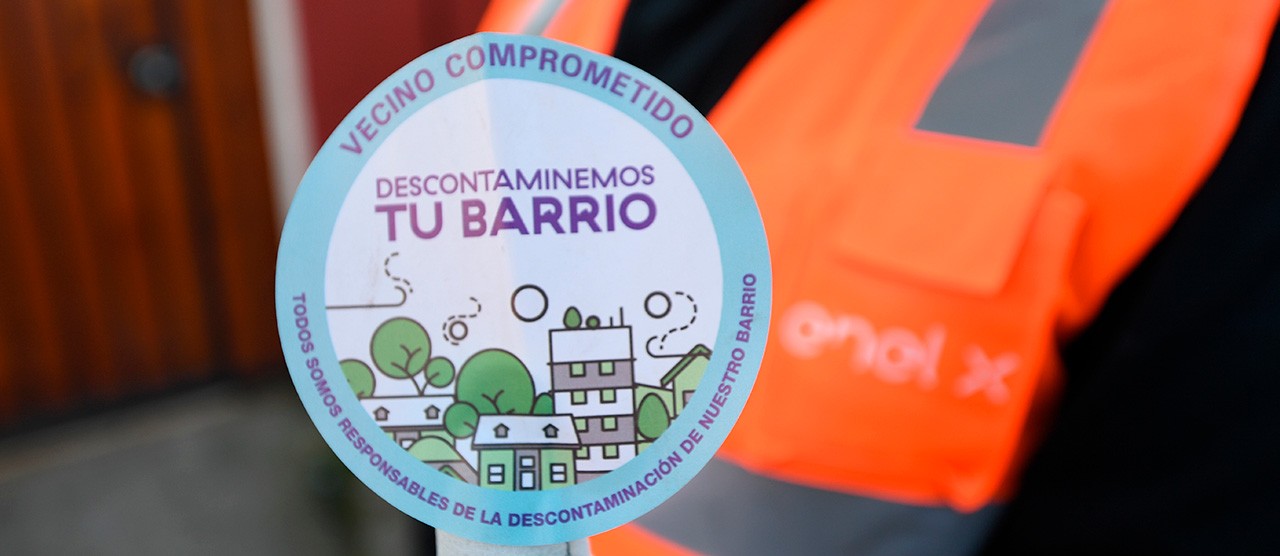 VECINO COMPROMETIDO
DESCONTAMINEMOS
TU BARRIO
TODOS SOMOS RESPONSABLES DE LA DESCONTAMINACIÓN DE NUESTRO BARRIO
enel x